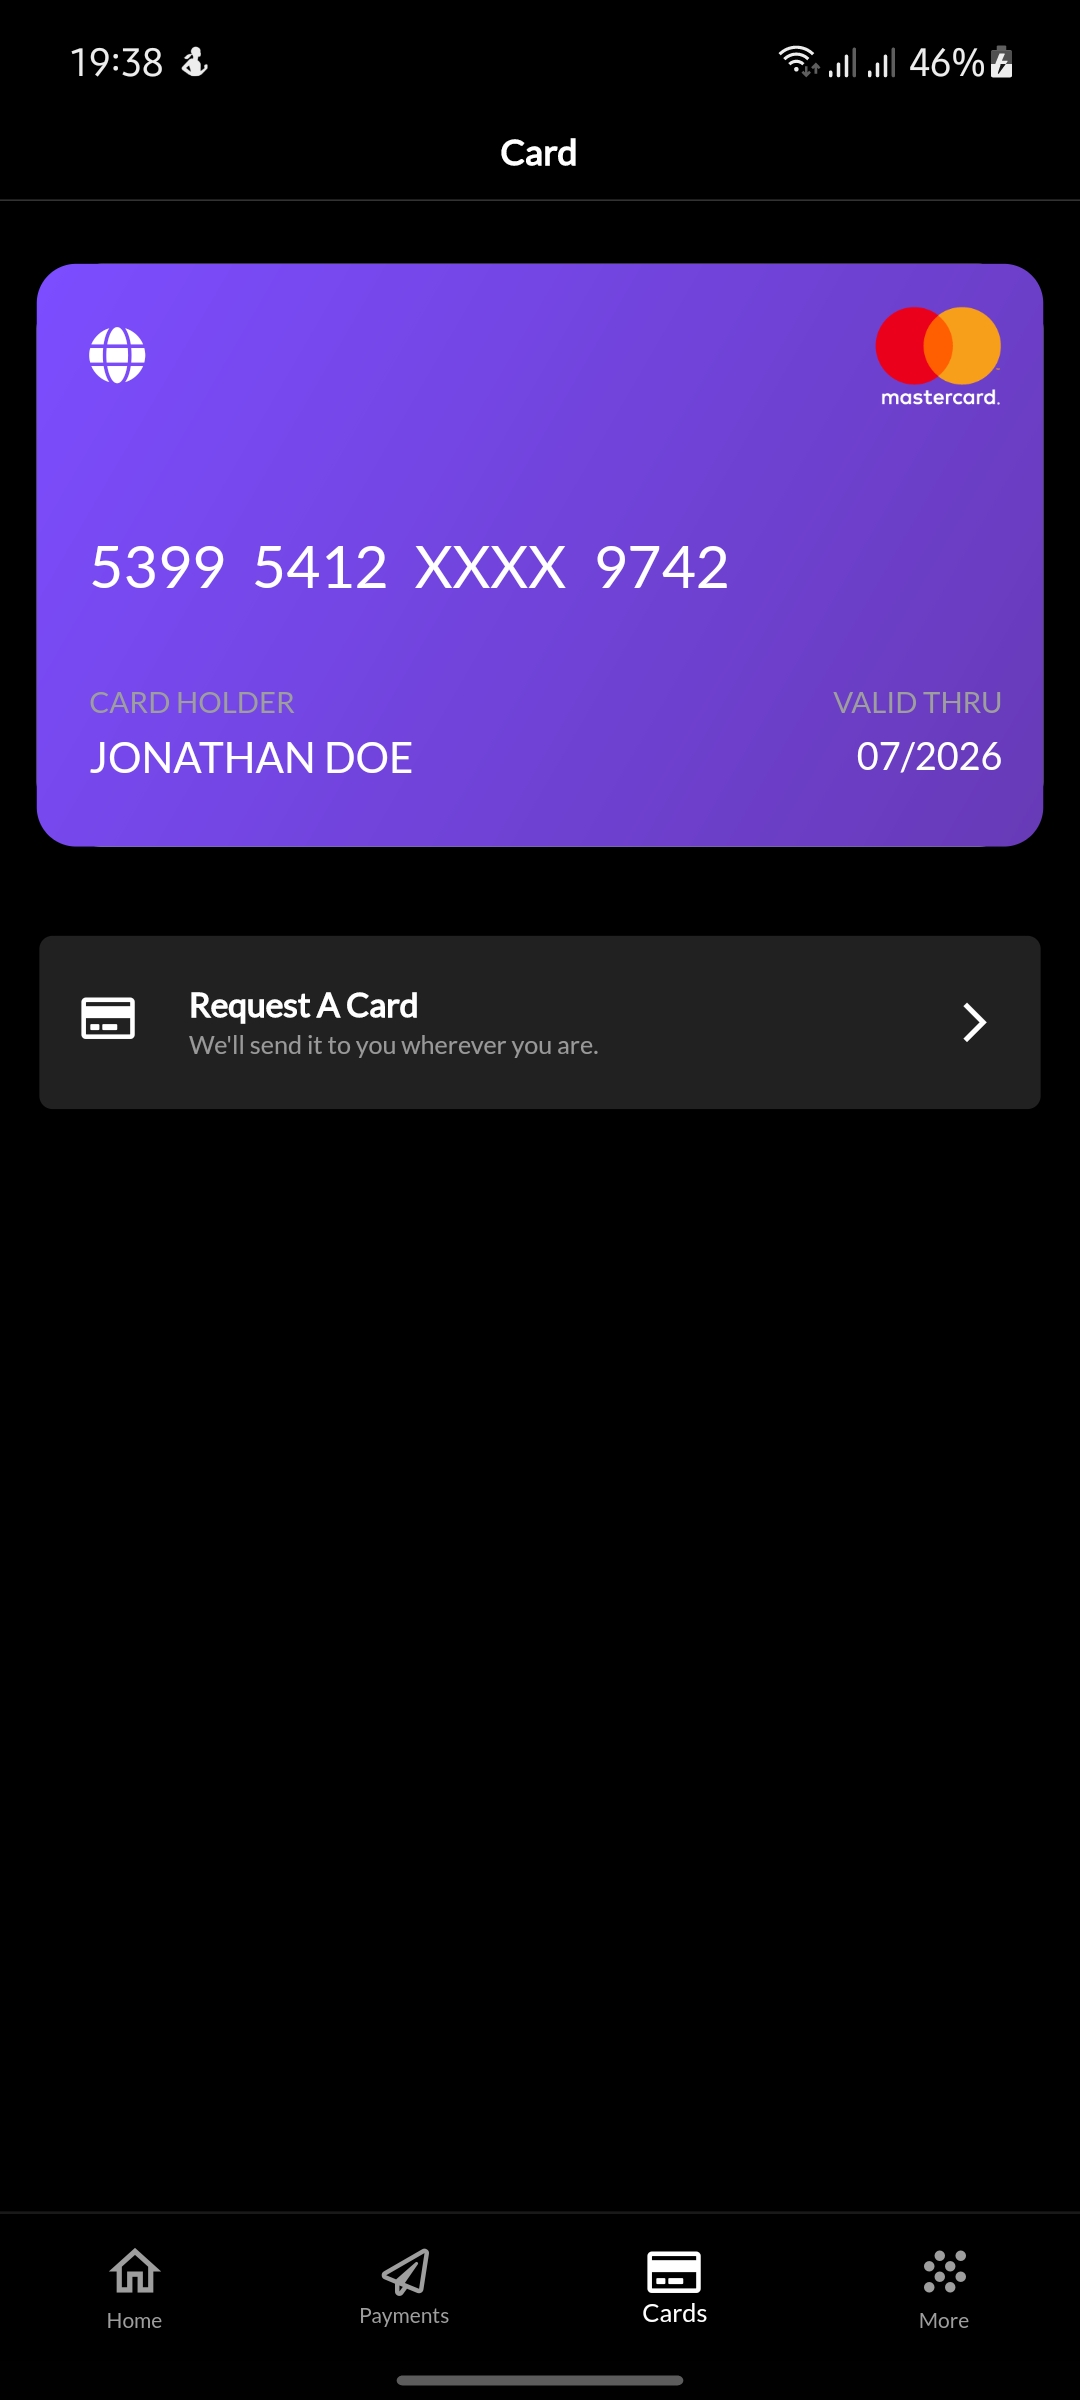 19:38 46%
Card
mastercard.
5399 5412 XXXX 9742
CARD HOLDER VALID THRU
JONATHAN DOE 07/2026
Request A Card
We'll send it to you wherever you are.
Home Payments Cards More